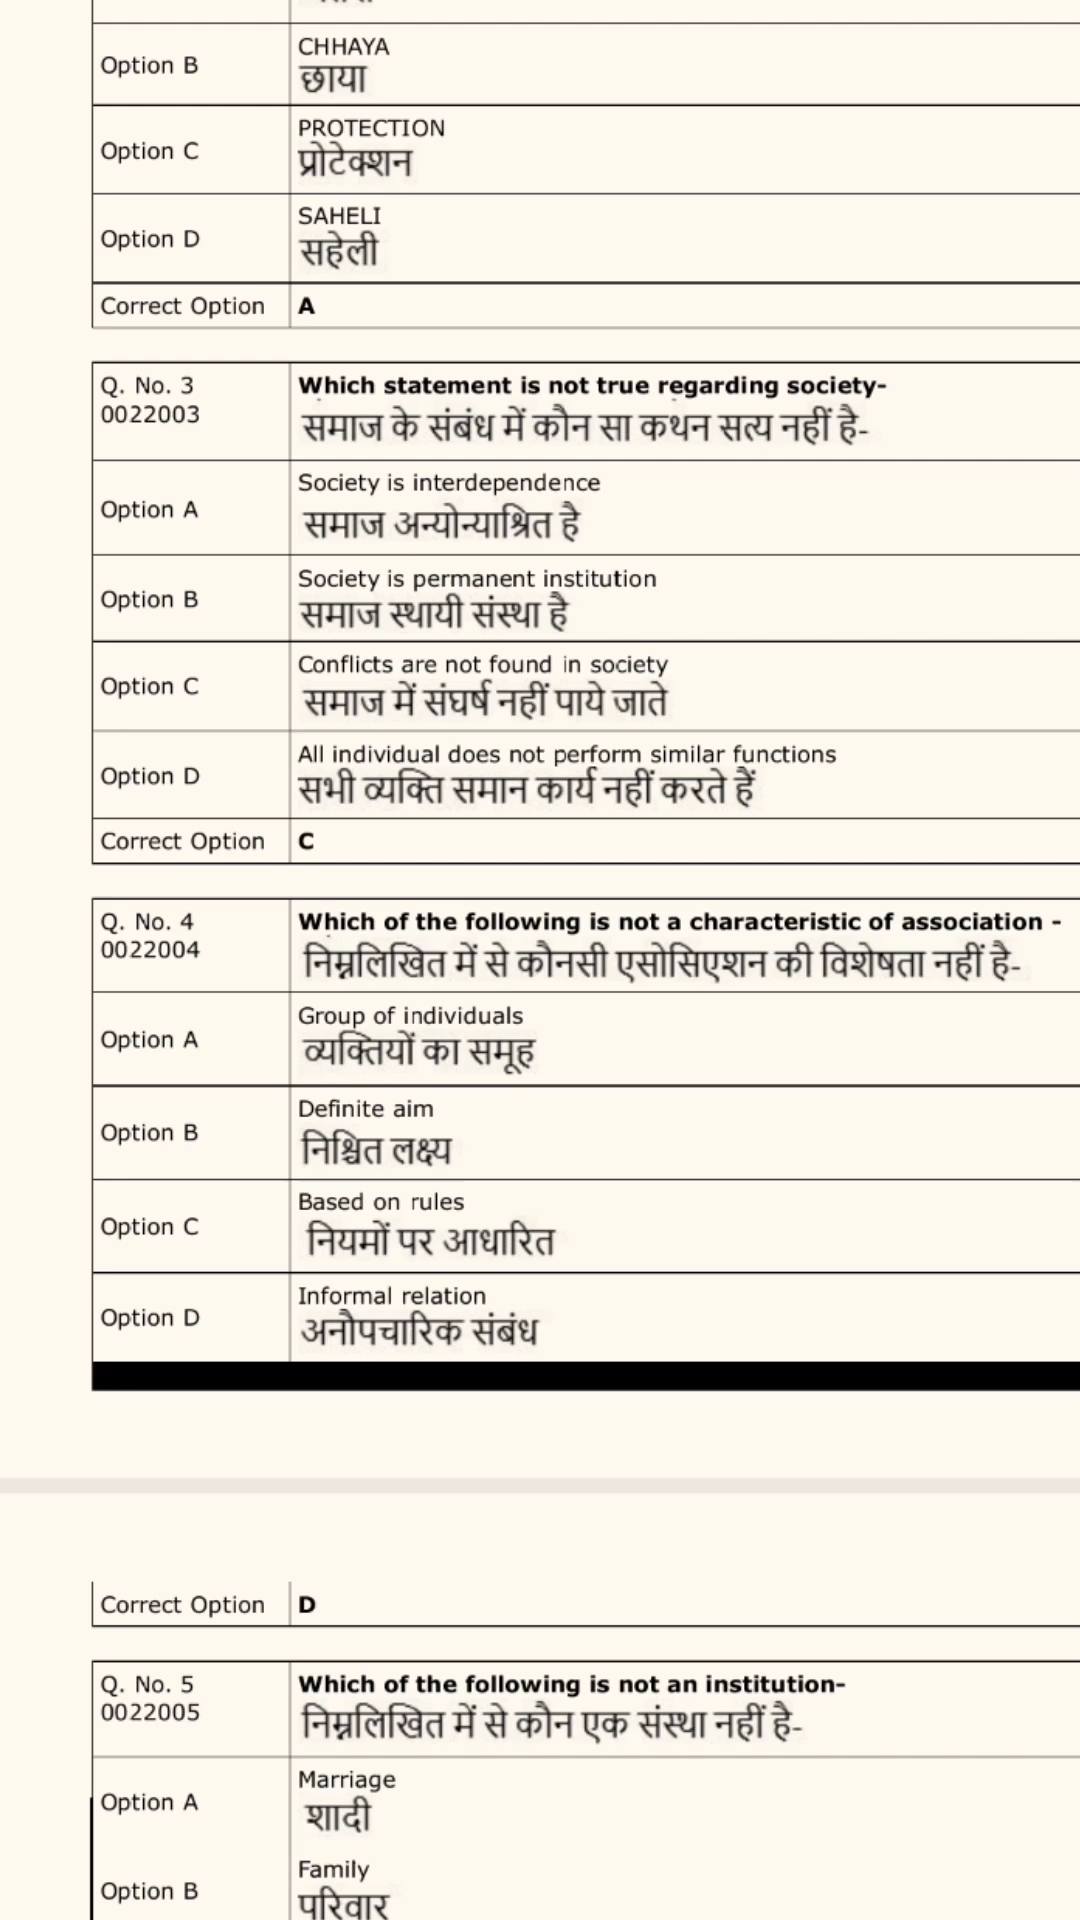 Option B
CHHAYA
छाया
Option C
PROTECTION
प्रोटेक्शन
Option D
SAHELI
सहेली
Correct Option A
Q. No. 3
0022003
Which statement is not true regarding society-
समाज के संबंध में कौन सा कथन सत्य नहीं है-
Option A
Society is interdependence
समाज अन्योन्याश्रित है
Option B
Society is permanent institution
समाज स्थायी संस्था है
Option C
Conflicts are not found in society
समाज में संघर्ष नहीं पाये जाते
Option D
All individual does not perform similar functions
सभी व्यक्ति समान कार्य नहीं करते हैं
Correct Option C
Q. No. 4
0022004
Which of the following is not a characteristic of association -
निम्नलिखित में से कौनसी एसोसिएशन की विशेषता नहीं है-
Option A
Group of individuals
व्यक्तियों का समूह
Option B
Definite aim
निश्चित लक्ष्य
Option C
Based on rules
नियमों पर आधारित
Option D
Informal relation
अनौपचारिक संबंध
Correct Option D
Q. No. 5
0022005
Which of the following is not an institution-
निम्नलिखित में से कौन एक संस्था नहीं है-
Option A
Marriage
शादी
Option B
Family
परिवार